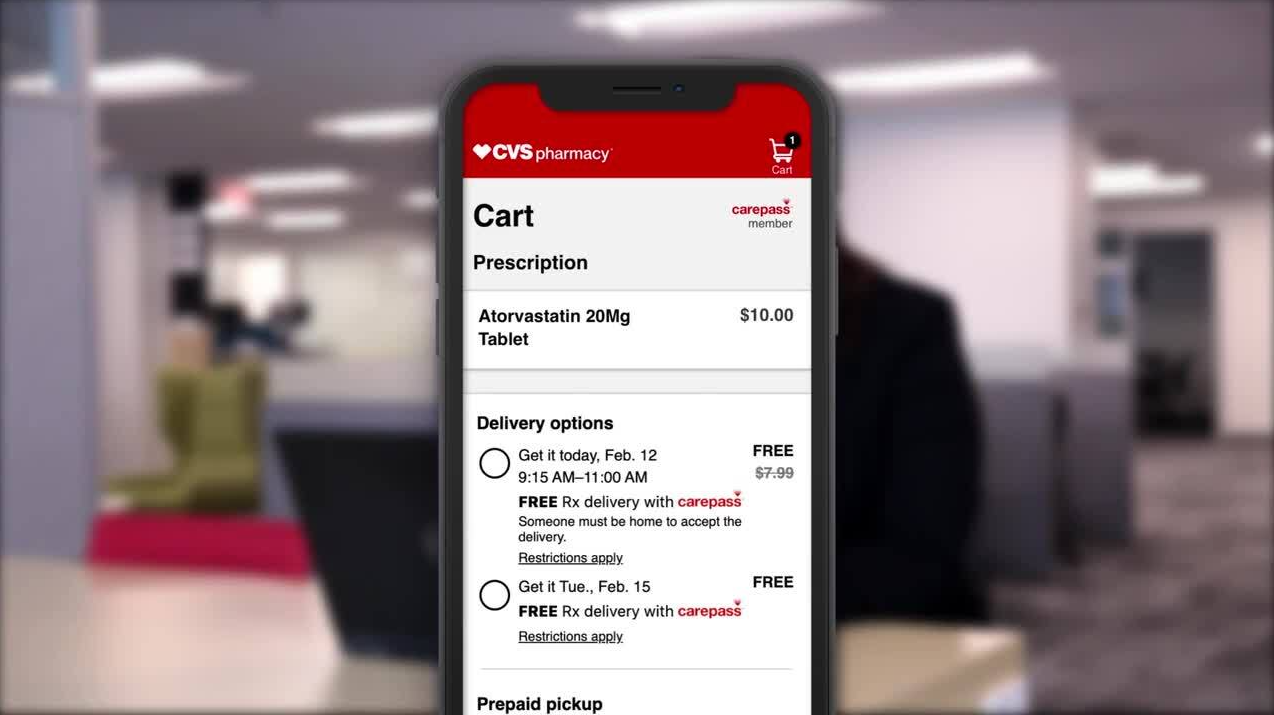 CVS pharmacy
1
Cart
Cart
carepass
member
Prescription
Atorvastatin 20Mg
Tablet
$10.00
Delivery options
Get it today, Feb. 12
9:15 AM–11:00 AM
FREE
$7.99
FREE Rx delivery with carepass
Someone must be home to accept the
delivery.
Restrictions apply
Get it Tue., Feb. 15
FREE
FREE Rx delivery with carepass
Restrictions apply
Prepaid pickup